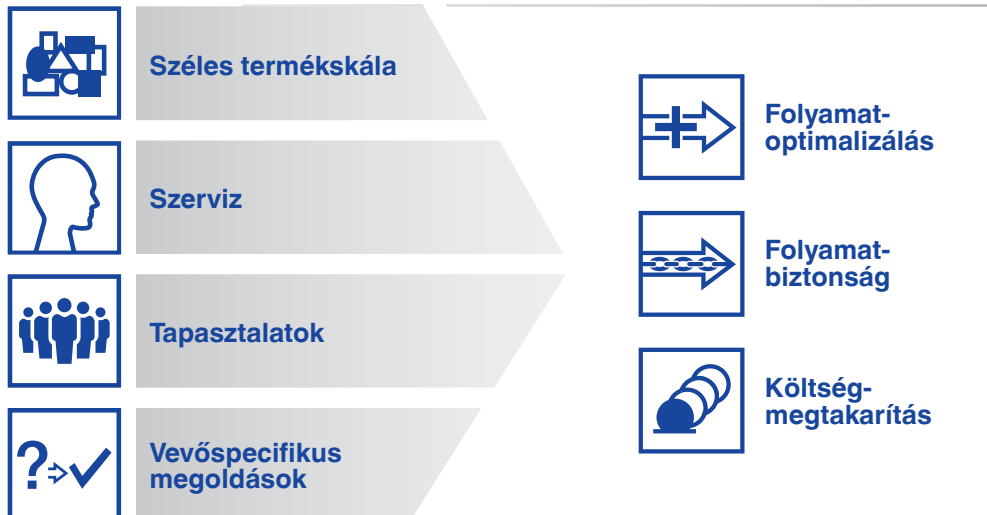 Széles termékskála
Szerviz
Tapasztalatok
Vevőspecifikus
megoldások
Folyamat-
optimalizálás
Folyamat-
biztonság
Költség-
megtakarítás